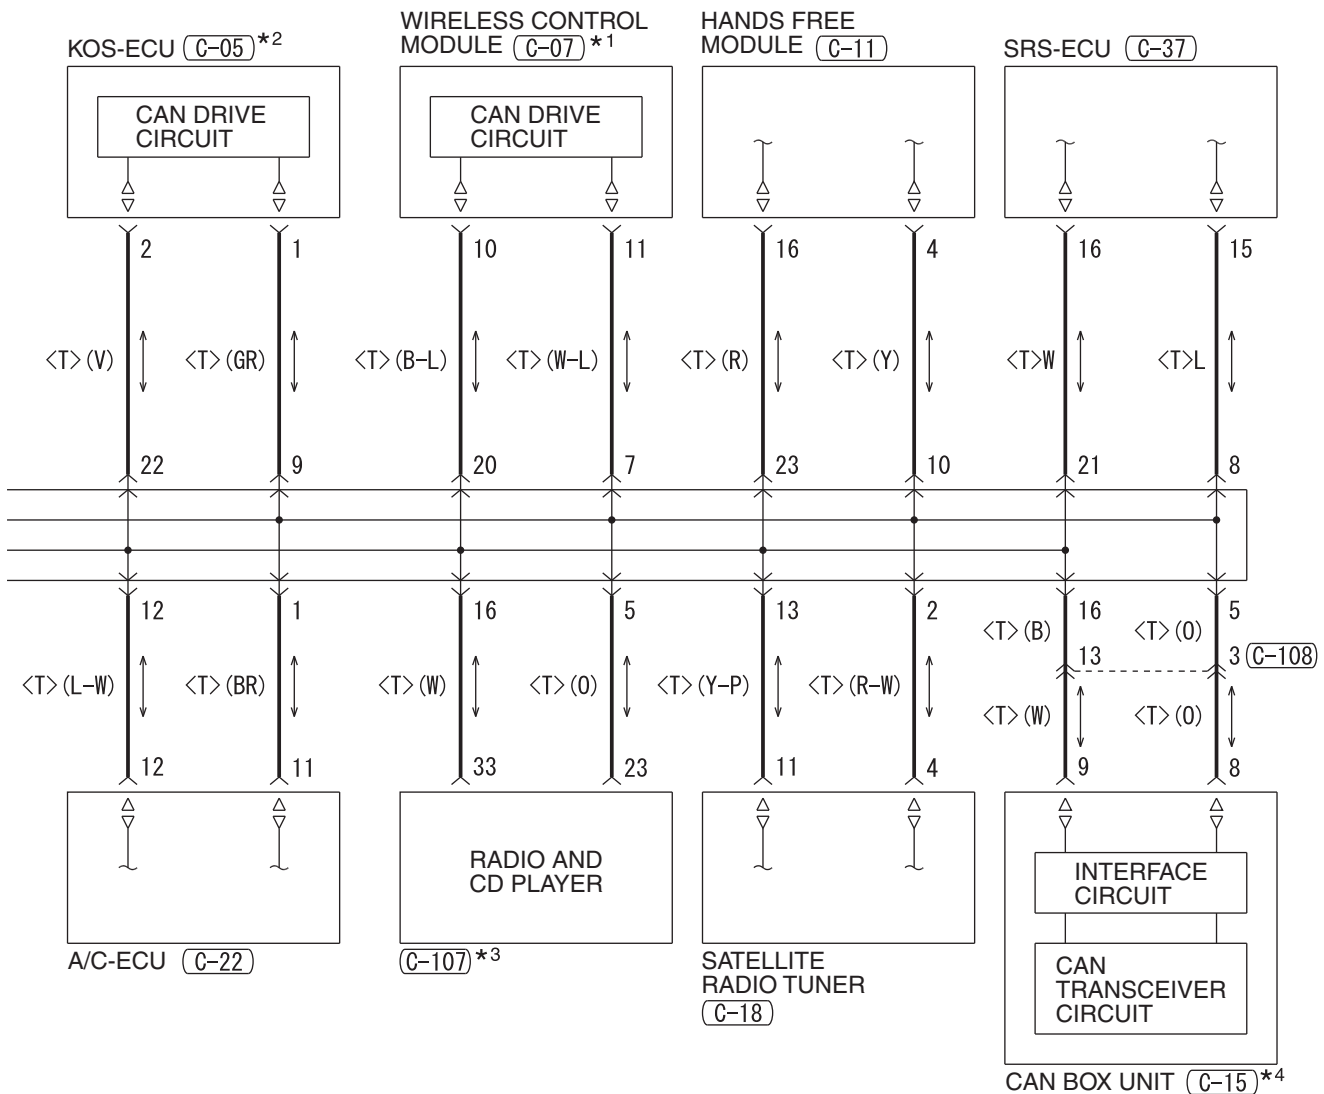 KOS-ECU C-05 *2
WIRELESS CONTROL
MODULE C-07 *1
HANDS FREE
MODULE C-11
SRS-ECU C-37
CAN DRIVE
CIRCUIT
CAN DRIVE
CIRCUIT
2 1 10 11 16 4 16 15
<T>(V) <T>(GR) <T>(B-L) <T>(W-L) <T>(R) <T>(Y) <T>W <T>L
22 9 20 7 23 10 21 8
12 1 16 5 13 2 16 5
<T>(B) <T>(O)
13 3 C-108
<T>(L-W) <T>(BR) <T>(W) <T>(O) <T>(Y-P) <T>(R-W)
<T>(W) <T>(O)
12 11 33 23 11 4 9 8
RADIO AND
CD PLAYER
INTERFACE
CIRCUIT
A/C-ECU C-22
C-107 *3
SATELLITE
RADIO TUNER
C-18
CAN
TRANSCEIVER
CIRCUIT
CAN BOX UNIT C-15 *4